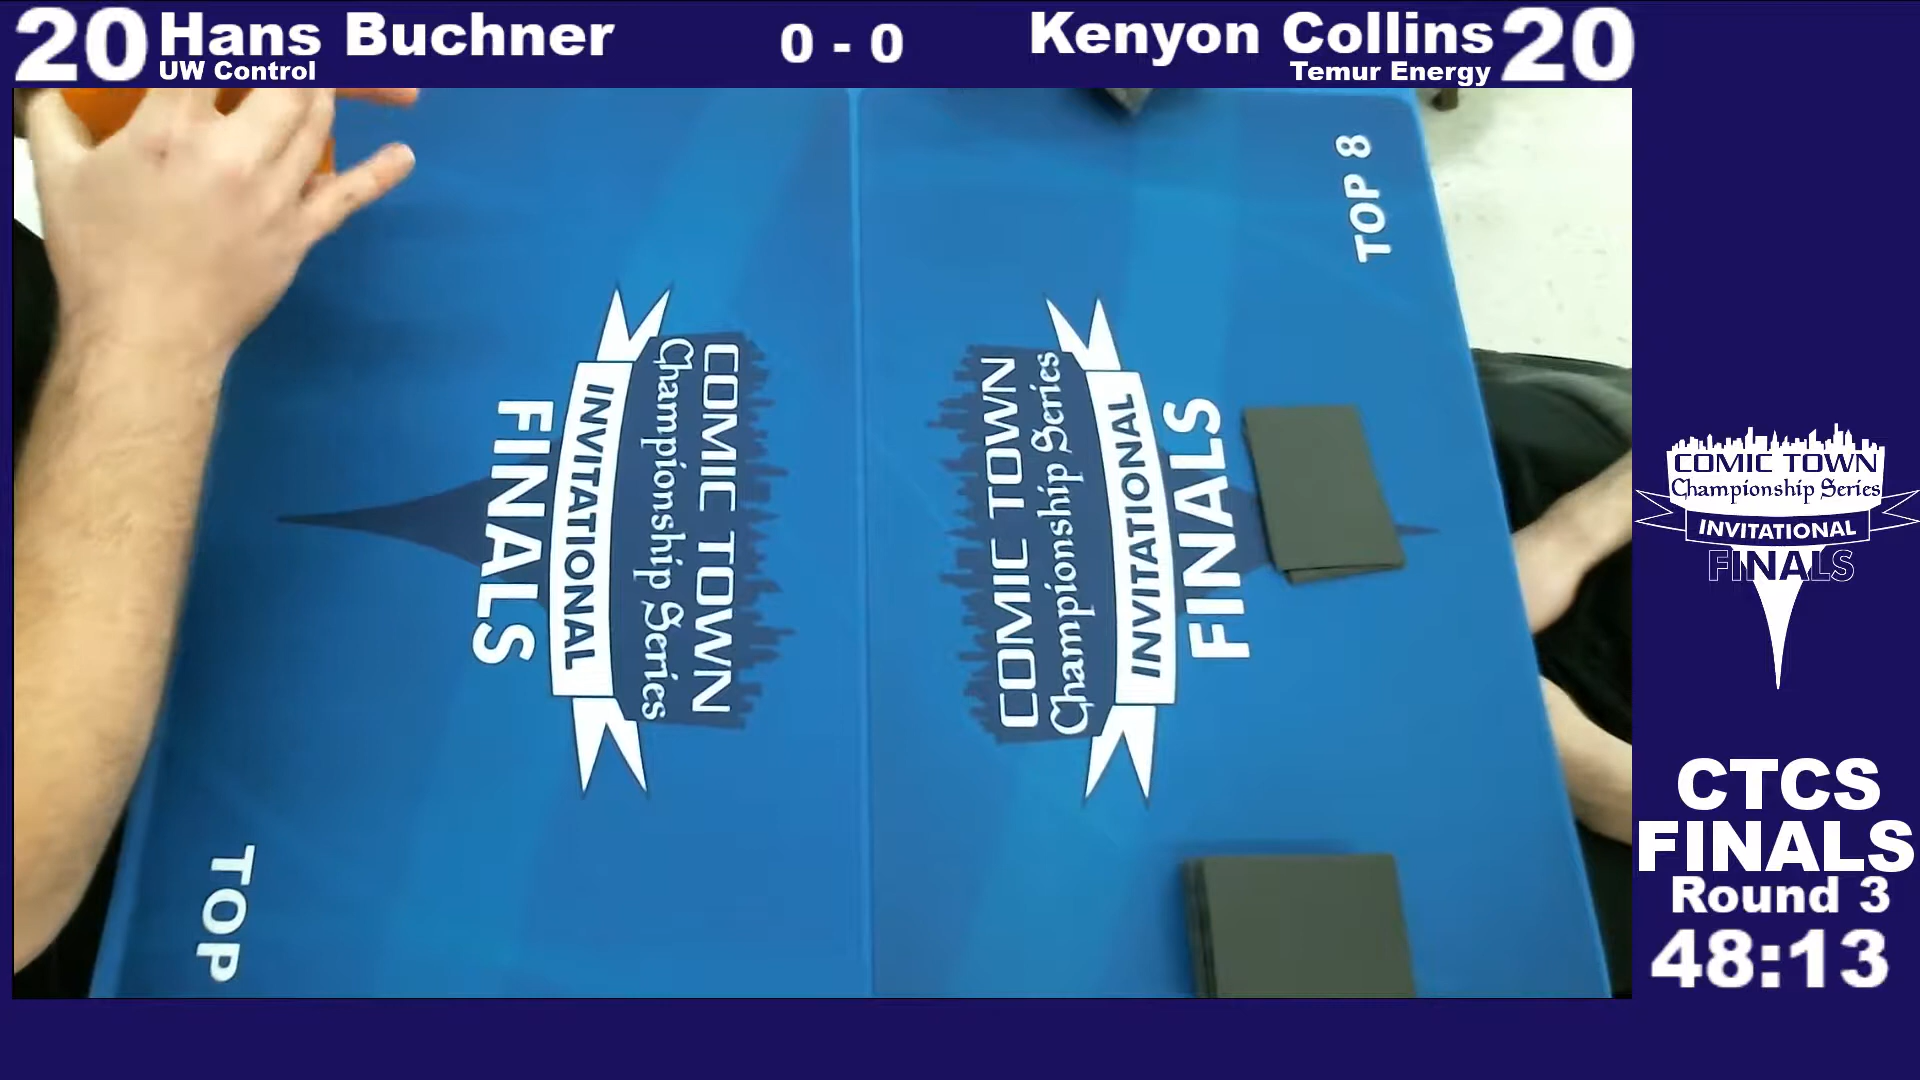 20 Hans Buchner 0 - 0 Kenyon Collins 20
UW Control Temur Energy
TOP 8
COMIC TOWN
Championship Series
INVITATIONAL
FINALS
COMIC TOWN
Championship Series
INVITATIONAL
FINALS
TOP
COMIC TOWN
Championship Series
INVITATIONAL
FINALS
CTCS
FINALS
Round 3
48:13